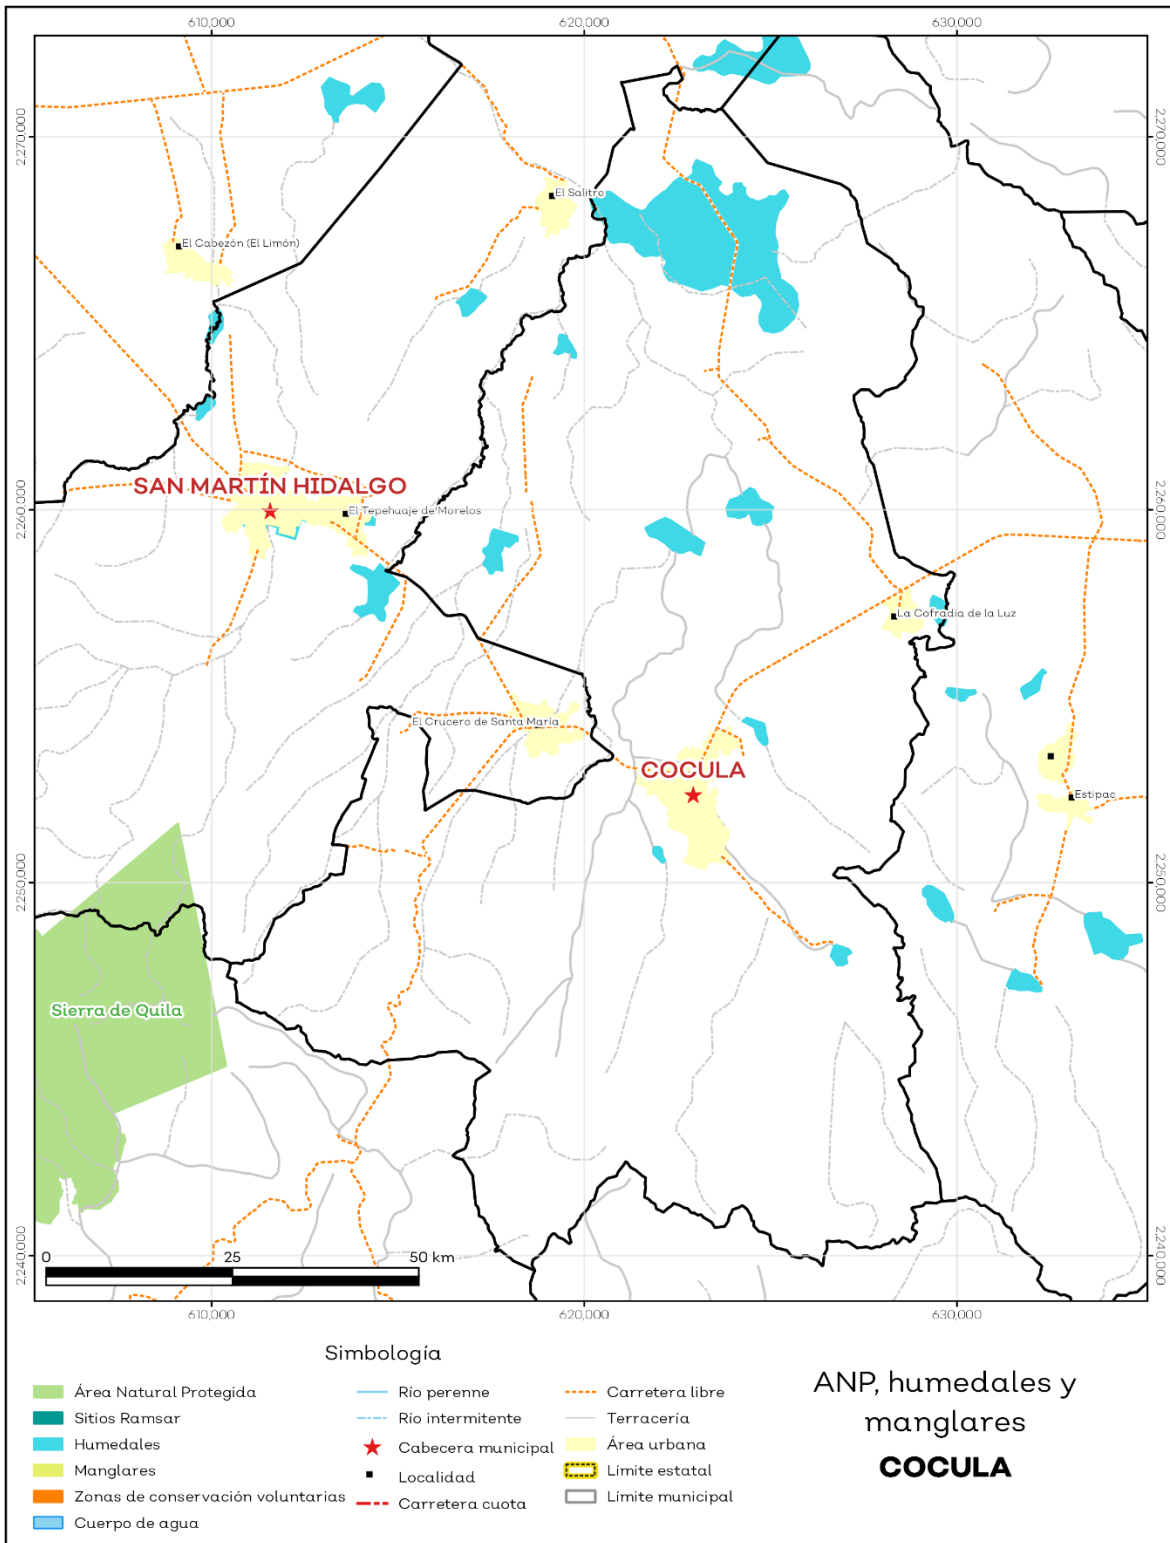 610,000
620,000
630,000
2,270,000
2,270,000
El Salitre
El Cabezón (El Limón)
SAN MARTÍN HIDALGO
El Tepehuaje de Morelos
2,260,000
2,260,000
La Cofradía de la Luz
El Crucero de Santa María
COCULA
Estipac
2,250,000
2,250,000
Sierra de Quila
2,240,000
2,240,000
0
25
50 km
610,000
620,000
630,000
Simbología
Área Natural Protegida
Sitios Ramsar
Humedales
Manglares
Zonas de conservación voluntarias
Cuerpo de agua
Río perenne
Río intermitente
Cabecera municipal
Localidad
Carretera cuota
Carretera libre
Terracería
Área urbana
Límite estatal
Límite municipal
ANP, humedales y
manglares
COCULA